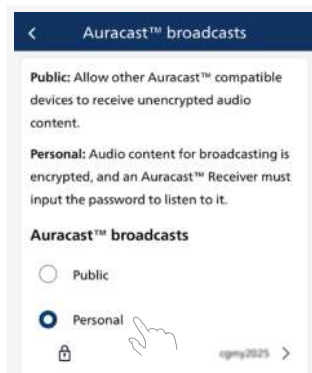 Auracast™ broadcasts
Public: Allow other Auracast™ compatible
devices to receive unencrypted audio
content.
Personal: Audio content for broadcasting is
encrypted, and an Auracast™ Receiver must
input the password to listen to it.
Auracast™ broadcasts
Public
Personal